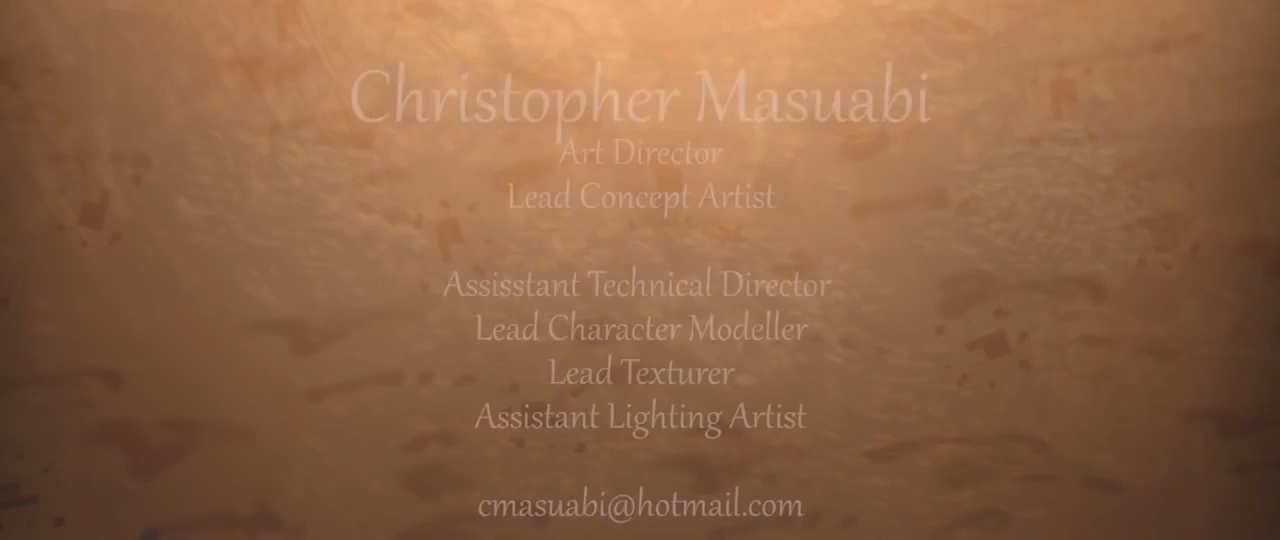 Christopher Masuabi
Art Director
Lead Concept Artist
Assisstant Technical Director
Lead Character Modeller
Lead Texturer
Assistant Lighting Artist
cmasuabi@hotmail.com